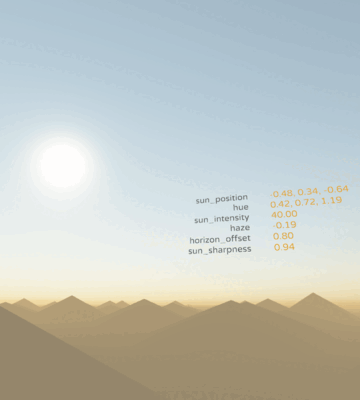 sun_position -0.48, 0.34, -0.64
hue 0.42, 0.72, 1.19
sun_intensity 40.00
haze -0.19
horizon_offset 0.80
sun_sharpness 0.94